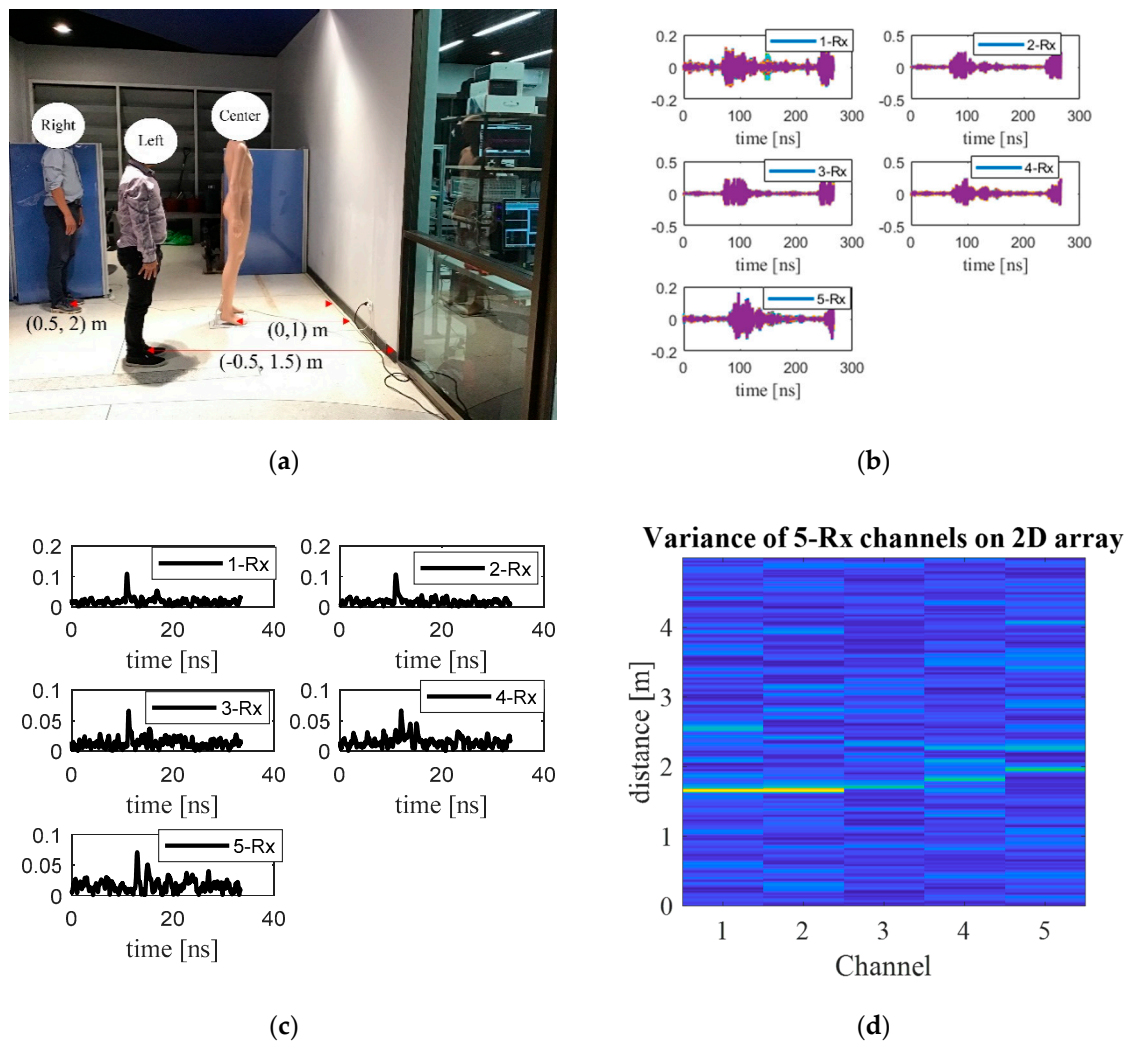 Right
Left
Center
(0.5, 2) m
(0,1) m
(-0.5, 1.5) m
(a)
0.2
0
-0.2
0 100 200 300
time [ns]
1-Rx
0.5
0
-0.5
0 100 200 300
time [ns]
2-Rx
0.5
0
-0.5
0 100 200 300
time [ns]
3-Rx
0.5
0
-0.5
0 100 200 300
time [ns]
4-Rx
0.2
0
-0.2
0 100 200 300
time [ns]
5-Rx
(b)
0.2
0.1
0
0 20 40
time [ns]
1-Rx
0.2
0.1
0
0 20 40
time [ns]
2-Rx
0.1
0.05
0
0 20 40
time [ns]
3-Rx
0.1
0.05
0
0 20 40
time [ns]
4-Rx
0.1
0.05
0
0 20 40
time [ns]
5-Rx
(c)
Variance of 5-Rx channels on 2D array
distance [m]
4
3
2
1
0
1 2 3 4 5
Channel
(d)